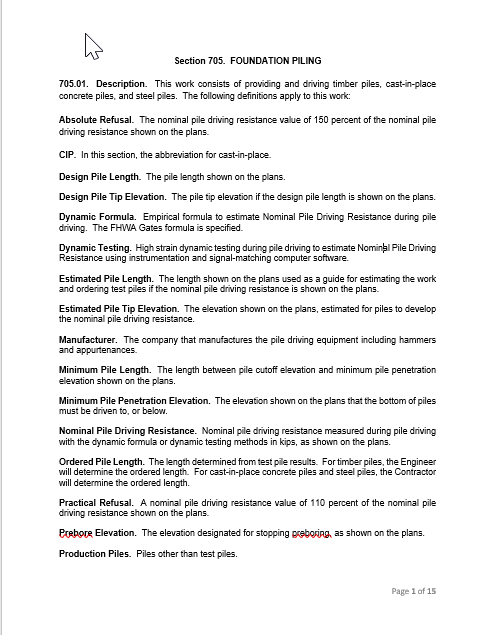 Section 705.  FOUNDATION PILING
705.01.  Description.  This work consists of providing and driving timber piles, cast-in-place
concrete piles, and steel piles.  The following definitions apply to this work:
Absolute Refusal.  The nominal pile driving resistance value of 150 percent of the nominal pile
driving resistance shown on the plans.
CIP.  In this section, the abbreviation for cast-in-place.
Design Pile Length.  The pile length shown on the plans.
Design Pile Tip Elevation.  The pile tip elevation if the design pile length is shown on the plans.
Dynamic Formula.  Empirical formula to estimate Nominal Pile Driving Resistance during pile
driving.  The FHWA Gates formula is specified.
Dynamic Testing.  High strain dynamic testing during pile driving to estimate Nominal Pile Driving
Resistance using instrumentation and signal-matching computer software.
Estimated Pile Length.  The length shown on the plans used as a guide for estimating the work
and ordering test piles if the nominal pile driving resistance is shown on the plans.
Estimated Pile Tip Elevation.  The elevation shown on the plans, estimated for piles to develop
the nominal pile driving resistance.
Manufacturer.  The company that manufactures the pile driving equipment including hammers
and appurtenances.
Minimum Pile Length.  The length between pile cutoff elevation and minimum pile penetration
elevation shown on the plans.
Minimum Pile Penetration Elevation.  The elevation shown on the plans that the bottom of piles
must be driven to, or below.
Nominal Pile Driving Resistance.  Nominal pile driving resistance measured during pile driving
with the dynamic formula or dynamic testing methods in kips, as shown on the plans.
Ordered Pile Length.  The length determined from test pile results.  For timber piles, the Engineer
will determine the ordered length.  For cast-in-place concrete piles and steel piles, the Contractor
will determine the ordered length.
Practical Refusal.  A nominal pile driving resistance value of 110 percent of the nominal pile
driving resistance shown on the plans.
Prebore Elevation.  The elevation designated for stopping preboring, as shown on the plans.
Production Piles.  Piles other than test piles.
Page 1 of 15